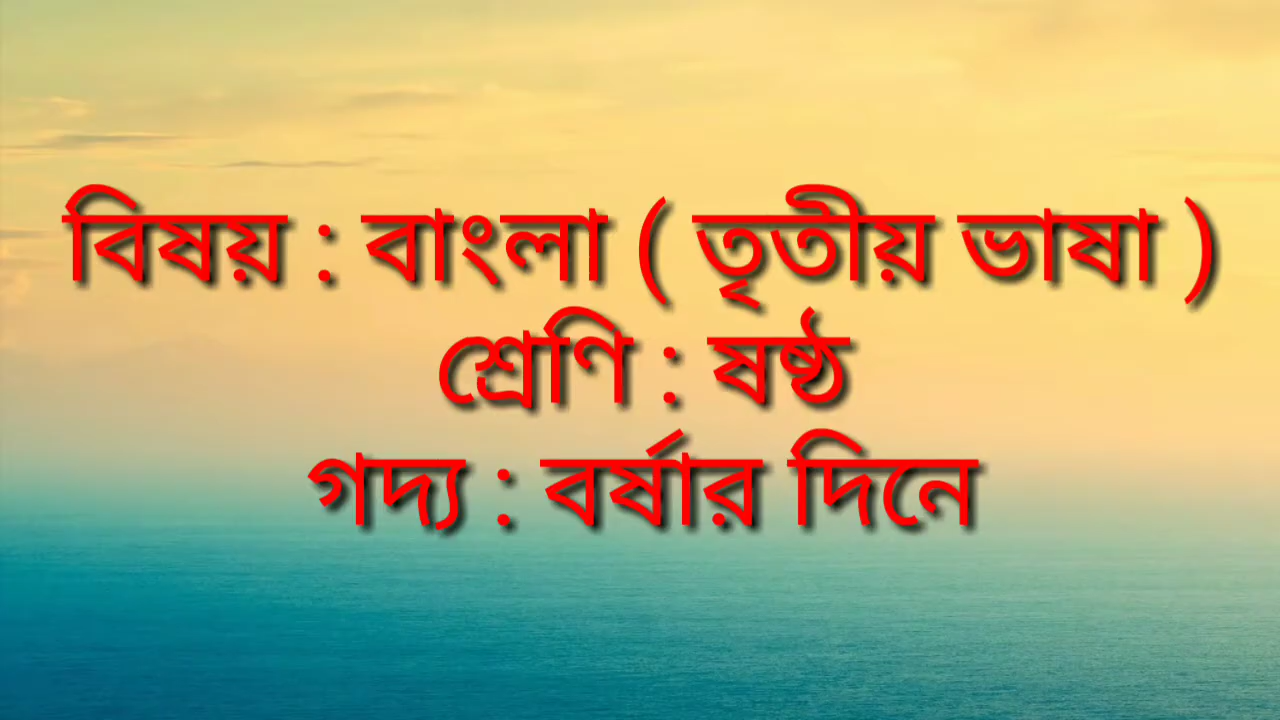 বিষয় : বাংলা ( তৃতীয় ভাষা )
শ্রেণি : ষষ্ঠ
গদ্য : বর্ষার দিনে